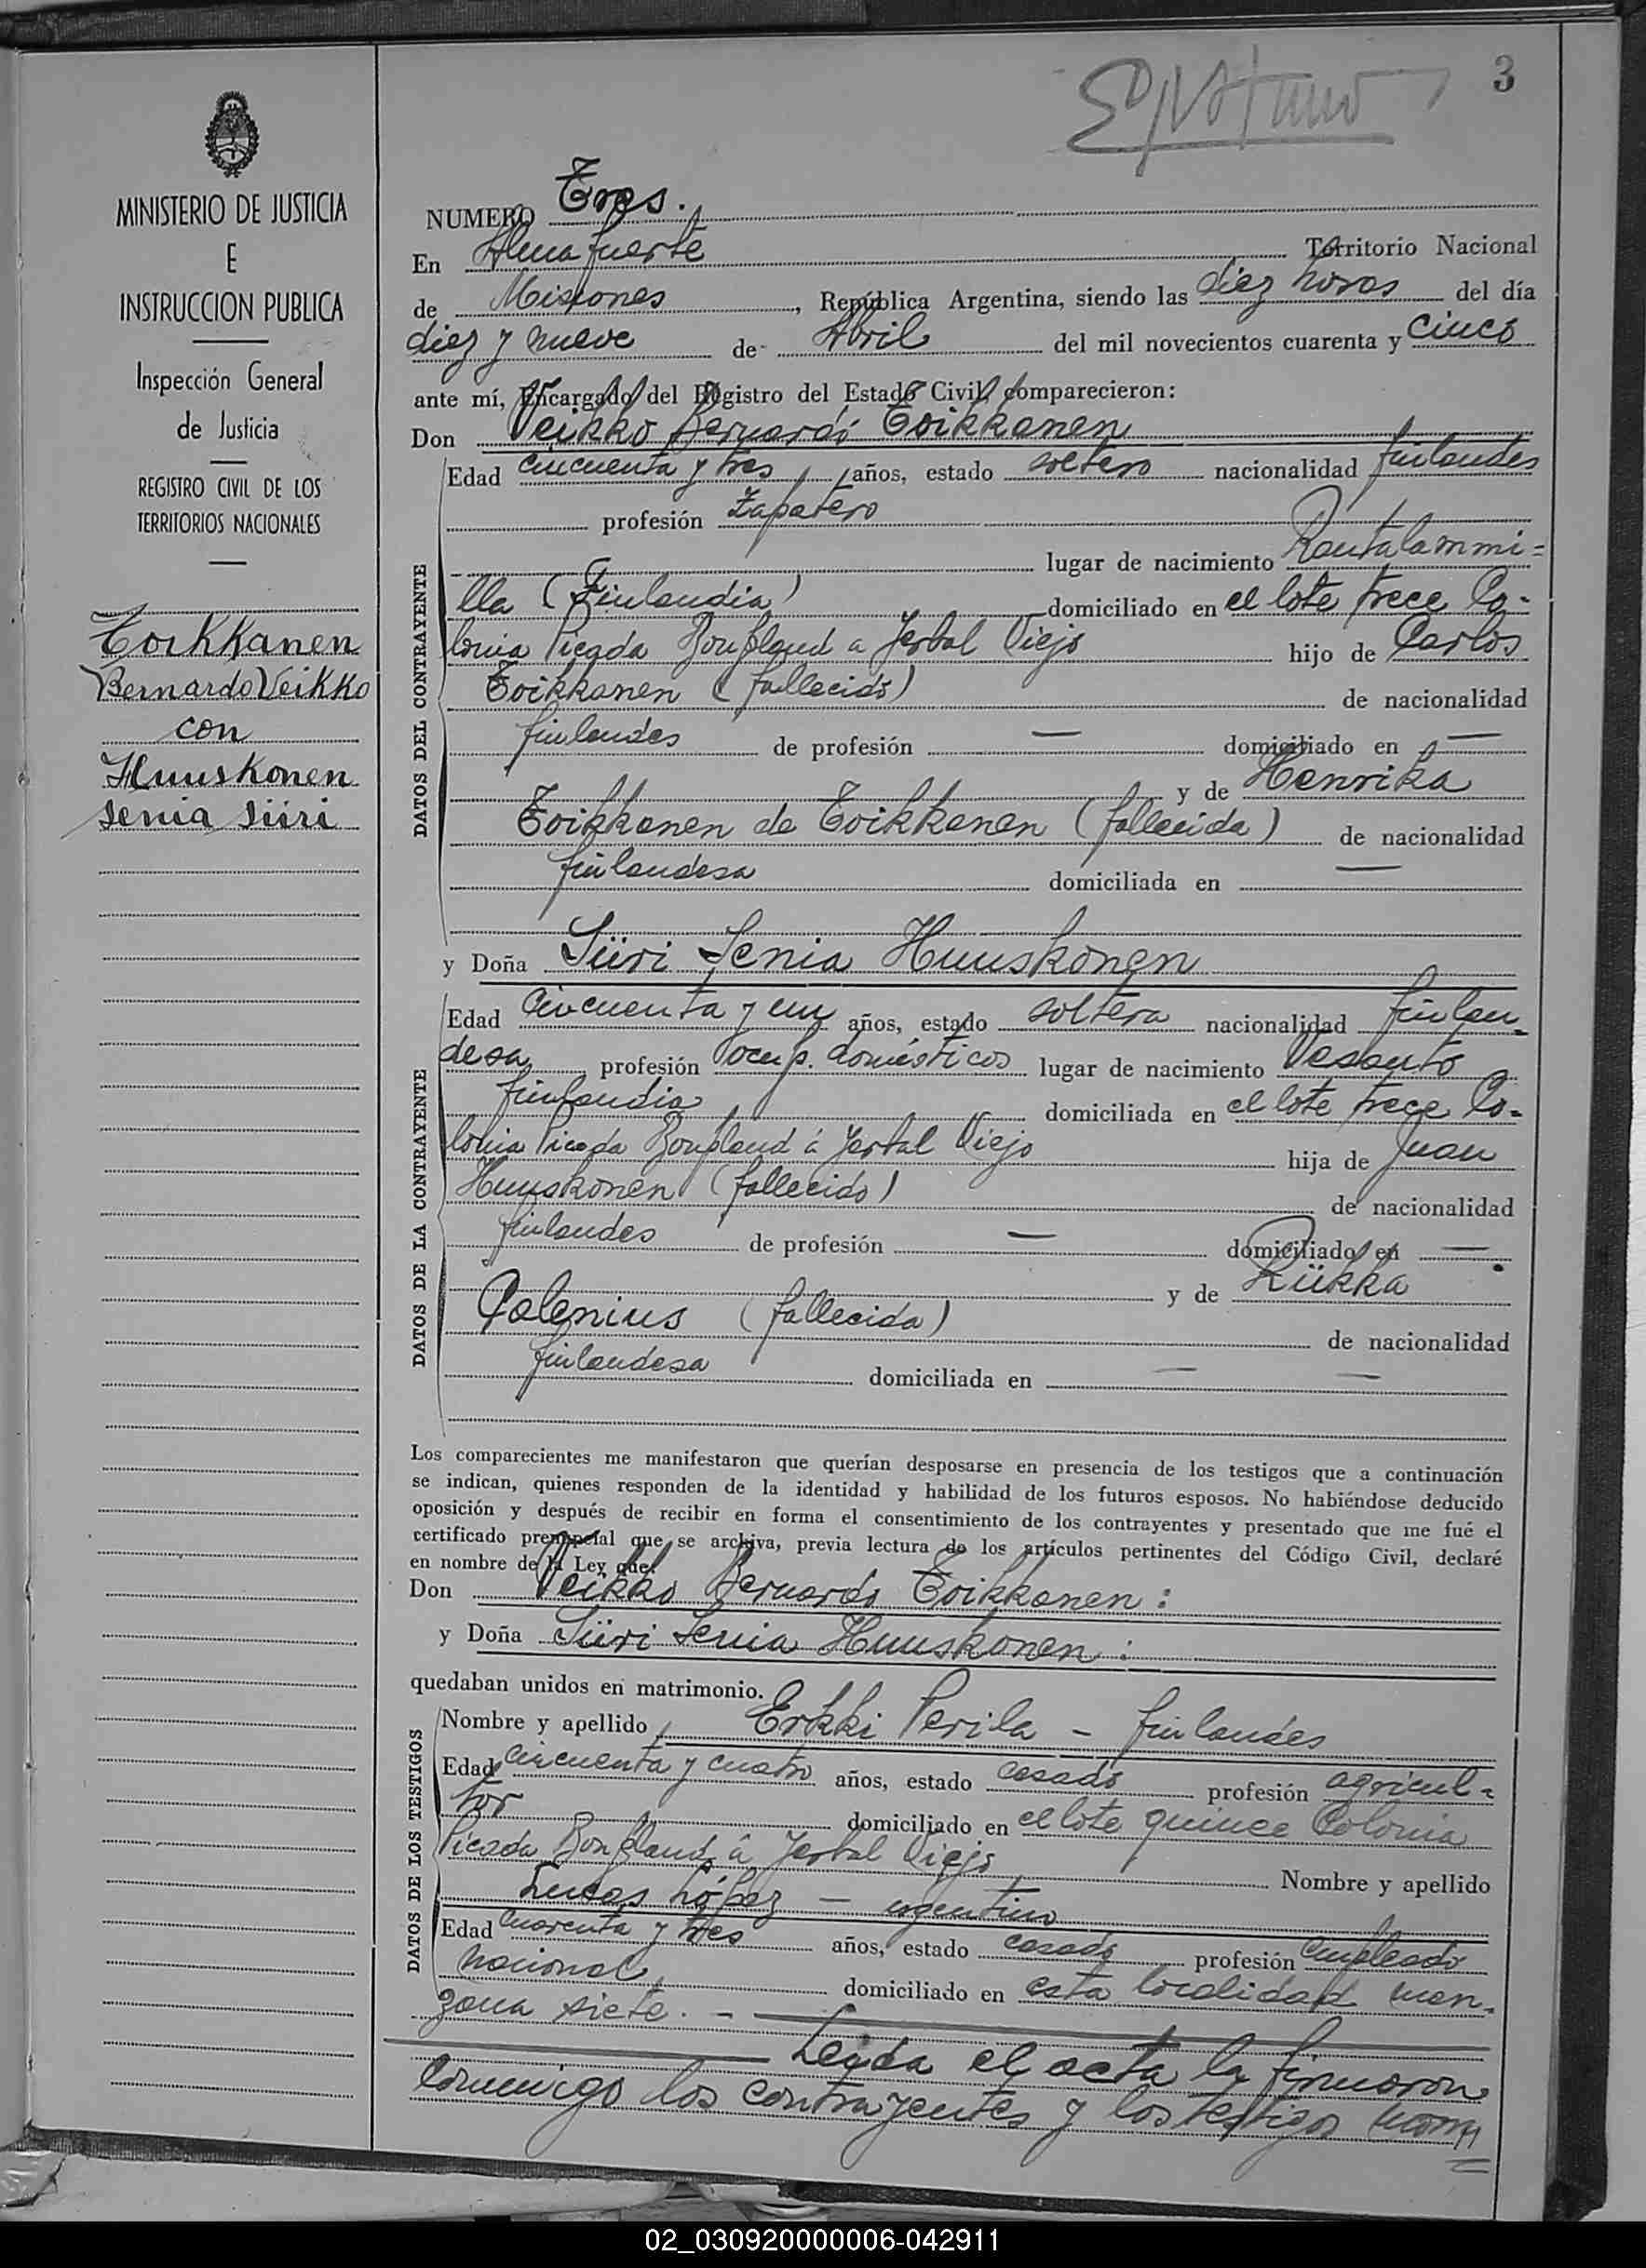 3
MINISTERIO DE JUSTICIA
E
INSTRUCCION PUBLICA
Inspección General
de Justicia
REGISTRO CIVIL DE LOS
TERRITORIOS NACIONALES
Toikkanen
Bernardo Veikko
con
Huuskonen
Senia Siiri
NUMERO Tres.
En Alma fuerte Territorio Nacional
de Misiones, República Argentina, siendo las diez horas del día
diez y nueve de Abril del mil novecientos cuarenta y cinco
ante mí, Encargado del Registro del Estado Civil, comparecieron:
Don Veikko Bernardo Toikkanen
DATOS DEL CONTRAYENTE
Edad cincuenta y tres años, estado soltero nacionalidad finlandes
profesión Zapatero
lugar de nacimiento Rautalammi=
lla (Finlandia) domiciliado en el lote trece Co-
lonia Picada Bonpland a Yerbal Viejo hijo de Carlos
Toikkanen (fallecido) de nacionalidad
finlandes de profesión — domiciliado en —
y de Henrika
Toikkanen de Toikkanen (fallecida) de nacionalidad
finlandesa domiciliada en —
y Doña Siiri Senia Huuskonen
DATOS DE LA CONTRAYENTE
Edad cincuenta y un años, estado soltera nacionalidad finlan-
desa profesión ocup. domésticos lugar de nacimiento Vesanto
finlandia domiciliada en el lote trece Co-
lonia Picada Bonpland á Yerbal Viejo hija de Juan
Huuskonen (fallecido) de nacionalidad
finlandes de profesión — domiciliado en —
y de Riikka
Polenius (fallecida) de nacionalidad
finlandesa domiciliada en — —
Los comparecientes me manifestaron que querían desposarse en presencia de los testigos que a continuación
se indican, quienes responden de la identidad y habilidad de los futuros esposos. No habiéndose deducido
oposición y después de recibir en forma el consentimiento de los contrayentes y presentado que me fué el
certificado prenupcial que se archiva, previa lectura de los artículos pertinentes del Código Civil, declaré
en nombre de la Ley que:
Don Veikko Bernardo Toikkanen:
y Doña Siiri Senia Huuskonen:
quedaban unidos en matrimonio.
DATOS DE LOS TESTIGOS
Nombre y apellido Erkki Perila - finlandes
Edad cincuenta y cuatro años, estado casado profesión agricul-
tor domiciliado en el lote quince Colonia
Picada Bonpland á Yerbal Viejo Nombre y apellido
Lucas López — argentino
Edad cuarenta y tres años, estado casado profesión empleado
nacional domiciliado en esta localidad man-
zana siete. -
Leída el acta la firmaron
conmigo los contrayentes y los testigos nom
02_030920000006-042911